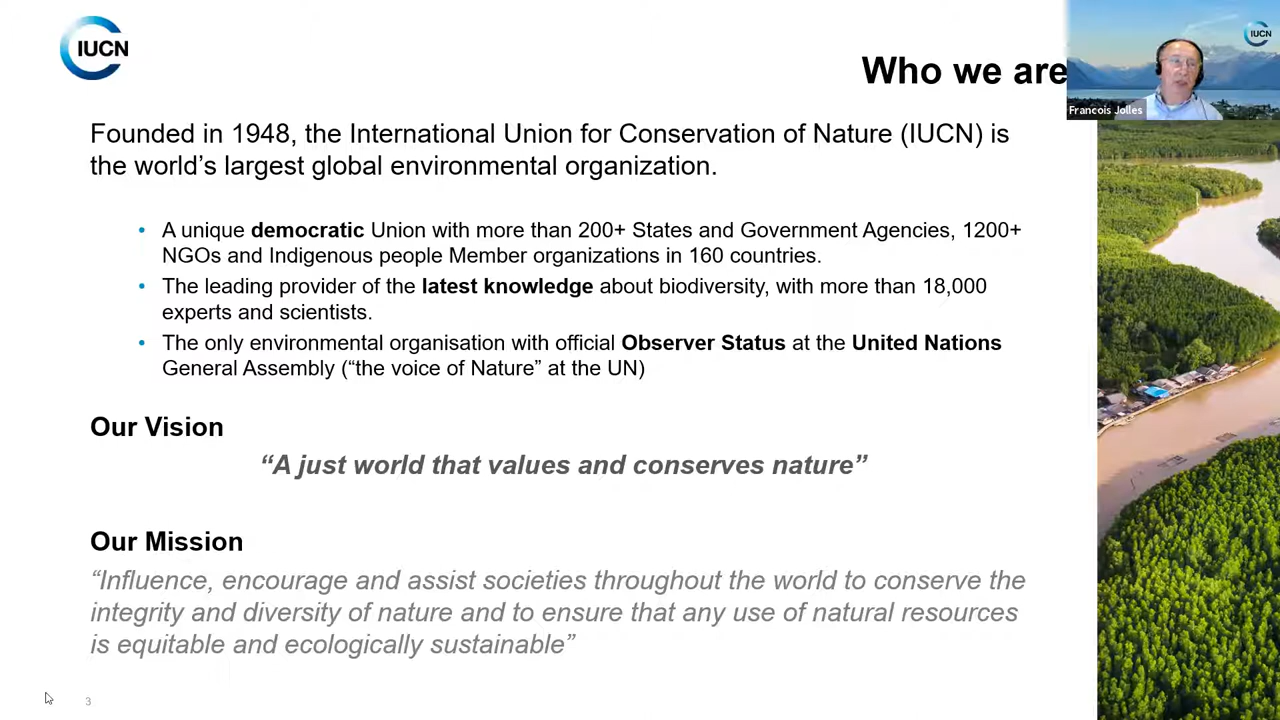 IUCN
Who we are
IUCN
Francois Jolles
Founded in 1948, the International Union for Conservation of Nature (IUCN) is
the world’s largest global environmental organization.
• A unique democratic Union with more than 200+ States and Government Agencies, 1200+
NGOs and Indigenous people Member organizations in 160 countries.
• The leading provider of the latest knowledge about biodiversity, with more than 18,000
experts and scientists.
• The only environmental organisation with official Observer Status at the United Nations
General Assembly (“the voice of Nature” at the UN)
Our Vision
“A just world that values and conserves nature”
Our Mission
“Influence, encourage and assist societies throughout the world to conserve the
integrity and diversity of nature and to ensure that any use of natural resources
is equitable and ecologically sustainable”
3